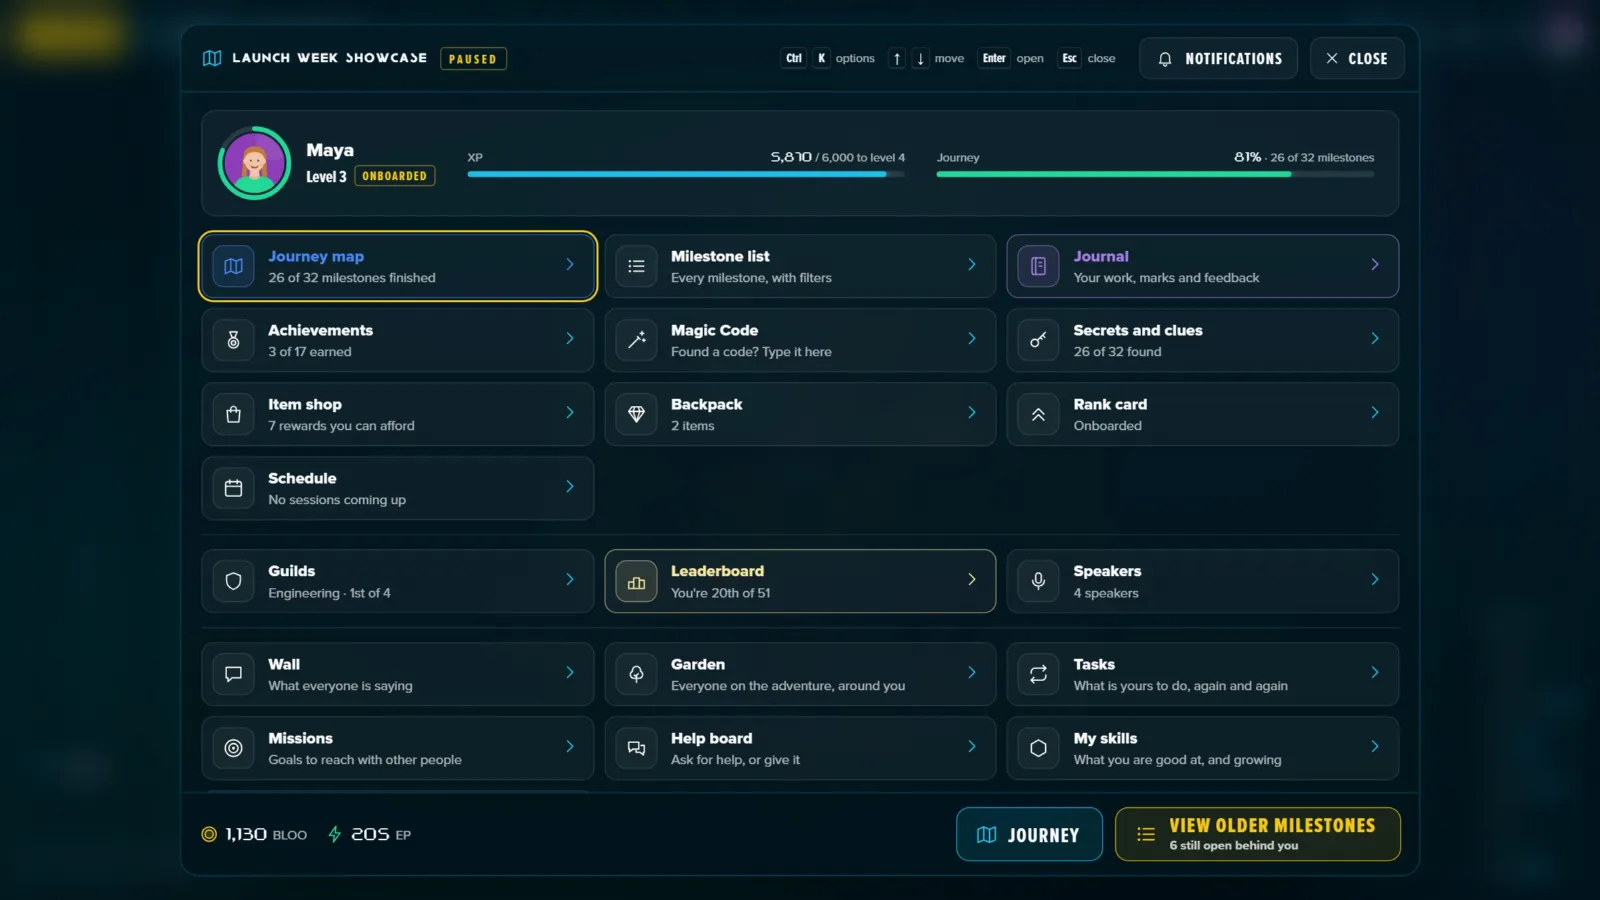 LAUNCH WEEK SHOWCASE PAUSED
Ctrl K options ↑ ↓ move Enter open Esc close
NOTIFICATIONS
CLOSE
Maya
Level 3 ONBOARDED
XP 5,870 / 6,000 to level 4
Journey 81% · 26 of 32 milestones
Journey map
26 of 32 milestones finished
Milestone list
Every milestone, with filters
Journal
Your work, marks and feedback
Achievements
3 of 17 earned
Magic Code
Found a code? Type it here
Secrets and clues
26 of 32 found
Item shop
7 rewards you can afford
Backpack
2 items
Rank card
Onboarded
Schedule
No sessions coming up
Guilds
Engineering · 1st of 4
Leaderboard
You're 20th of 51
Speakers
4 speakers
Wall
What everyone is saying
Garden
Everyone on the adventure, around you
Tasks
What is yours to do, again and again
Missions
Goals to reach with other people
Help board
Ask for help, or give it
My skills
What you are good at, and growing
1,130 BLOO 205 EP
JOURNEY
VIEW OLDER MILESTONES
6 still open behind you